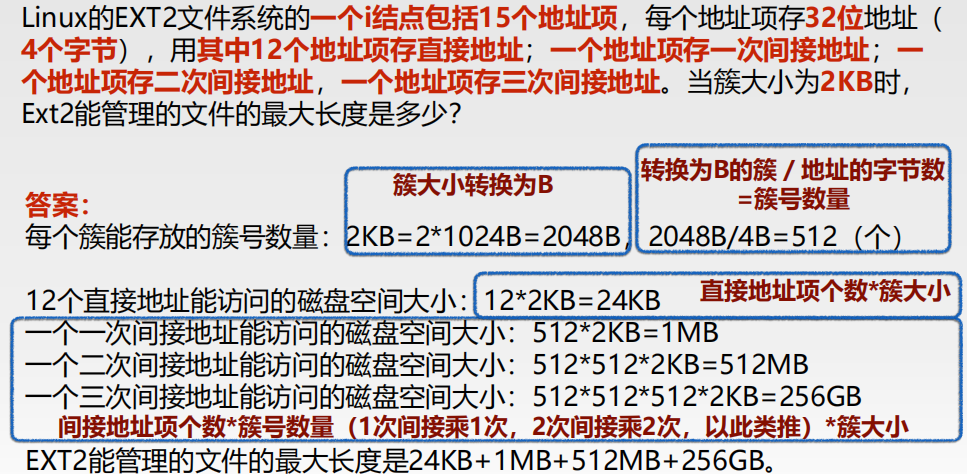 Linux的EXT2文件系统的一个i结点包括15个地址项，每个地址项存32位地址（
4个字节），用其中12个地址项存直接地址；一个地址项存一次间接地址；一
个地址项存二次间接地址，一个地址项存三次间接地址。当簇大小为2KB时，
Ext2能管理的文件的最大长度是多少？
簇大小转换为B
转换为B的簇 / 地址的字节数
=簇号数量
答案：
每个簇能存放的簇号数量：2KB=2*1024B=2048B，2048B/4B=512（个）
12个直接地址能访问的磁盘空间大小：12*2KB=24KB 直接地址项个数*簇大小
一个一次间接地址能访问的磁盘空间大小：512*2KB=1MB
一个二次间接地址能访问的磁盘空间大小：512*512*2KB=512MB
一个三次间接地址能访问的磁盘空间大小：512*512*512*2KB=256GB
间接地址项个数*簇号数量（1次间接乘1次，2次间接乘2次，以此类推）*簇大小
EXT2能管理的文件的最大长度是24KB+1MB+512MB+256GB。